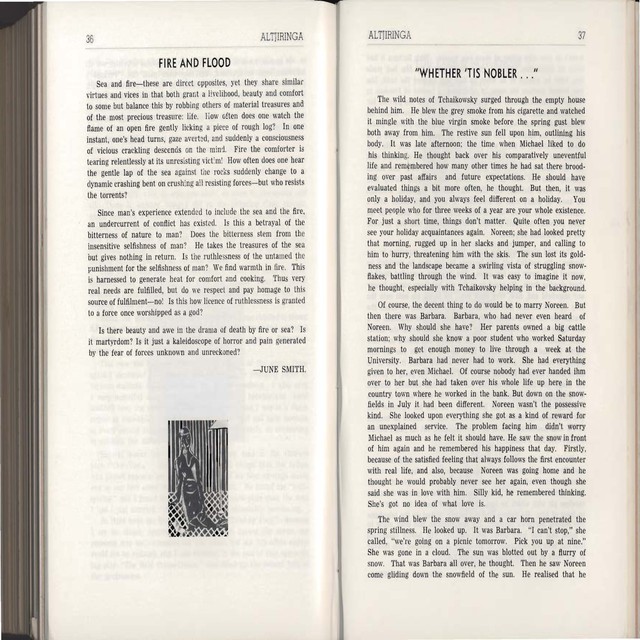 36
ALTJIRINGA
FIRE AND FLOOD
Sea and fire—these are direct opposites, yet they share similar
virtues and vices in that both grant a livelihood, beauty and comfort
to some but balance this by robbing others of material treasures and
of the most precious treasure: life. How often does one watch the
flame of an open fire gently licking a piece of rough log? In one
instant, one's head turns, gaze averted, and suddenly a consciousness
of vicious crackling descends on the mind. Fire the comforter is
tearing relentlessly at its unresisting victim! How often does one hear
the gentle lap of the sea against the rocks suddenly change to a
dynamic crashing bent on crushing all resisting forces—but who resists
the torrents?
Since man's experience extended to include the sea and the fire,
an undercurrent of conflict has existed. Is this a betrayal of the
bitterness of nature to man? Does the bitterness stem from the
insensitive selfishness of man? He takes the treasures of the sea
but gives nothing in return. Is the ruthlessness of the untamed the
punishment for the selfishness of man? We find warmth in fire. This
is harnessed to generate heat for comfort and cooking. Thus very
real needs are fulfilled, but do we respect and pay homage to this
source of fulfilment—no! Is this how licence of ruthlessness is granted
to a force once worshipped as a god?
Is there beauty and awe in the drama of death by fire or sea? Is
it martyrdom? Is it just a kaleidoscope of horror and pain generated
by the fear of forces unknown and unreckoned?
—JUNE SMITH.
ALTJIRINGA
37
"WHETHER 'TIS NOBLER . . ."
The wild notes of Tchaikowsky surged through the empty house
behind him. He blew the grey smoke from his cigarette and watched
it mingle with the blue virgin smoke before the spring gust blew
both away from him. The restive sun fell upon him, outlining his
body. It was late afternoon; the time when Michael liked to do
his thinking. He thought back over his comparatively uneventful
life and remembered how many other times he had sat there brood-
ing over past affairs and future expectations. He should have
evaluated things a bit more often, he thought. But then, it was
only a holiday, and you always feel different on a holiday. You
meet people who for three weeks of a year are your whole existence.
For just a short time, things don't matter. Quite often you never
see your holiday acquaintances again. Noreen; she had looked pretty
that morning, rugged up in her slacks and jumper, and calling to
him to hurry, threatening him with the skis. The sun lost its gold-
ness and the landscape became a swirling vista of struggling snow-
flakes, battling through the wind. It was easy to imagine it now,
he thought, especially with Tchaikowsky helping in the background.
Of course, the decent thing to do would be to marry Noreen. But
then there was Barbara. Barbara, who had never even heard of
Noreen. Why should she have? Her parents owned a big cattle
station; why should she know a poor student who worked Saturday
mornings to get enough money to live through a week at the
University. Barbara had never had to work. She had everything
given to her, even Michael. Of course nobody had ever handed ihm
over to her but she had taken over his whole life up here in the
country town where he worked in the bank. But down on the snow-
fields in July it had been different. Noreen wasn't the possessive
kind. She looked upon everything she got as a kind of reward for
an unexplained service. The problem facing him didn't worry
Michael as much as he felt it should have. He saw the snow in front
of him again and he remembered his happiness that day. Firstly,
because of the satisfied feeling that always follows the first encounter
with real life, and also, because Noreen was going home and he
thought he would probably never see her again, even though she
said she was in love with him. Silly kid, he remembered thinking.
She's got no idea of what love is.
The wind blew the snow away and a car horn penetrated the
spring stillness. He looked up. It was Barbara. "I can't stop," she
called, "we're going on a picnic tomorrow. Pick you up at nine."
She was gone in a cloud. The sun was blotted out by a flurry of
snow. That was Barbara all over, he thought. Then he saw Noreen
come gliding down the snowfield of the sun. He realised that he